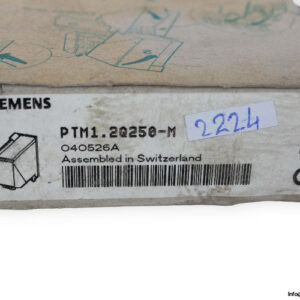 SIEMENS
PTM1.2Q250-M
2224
040526A
Assembled in Switzerland